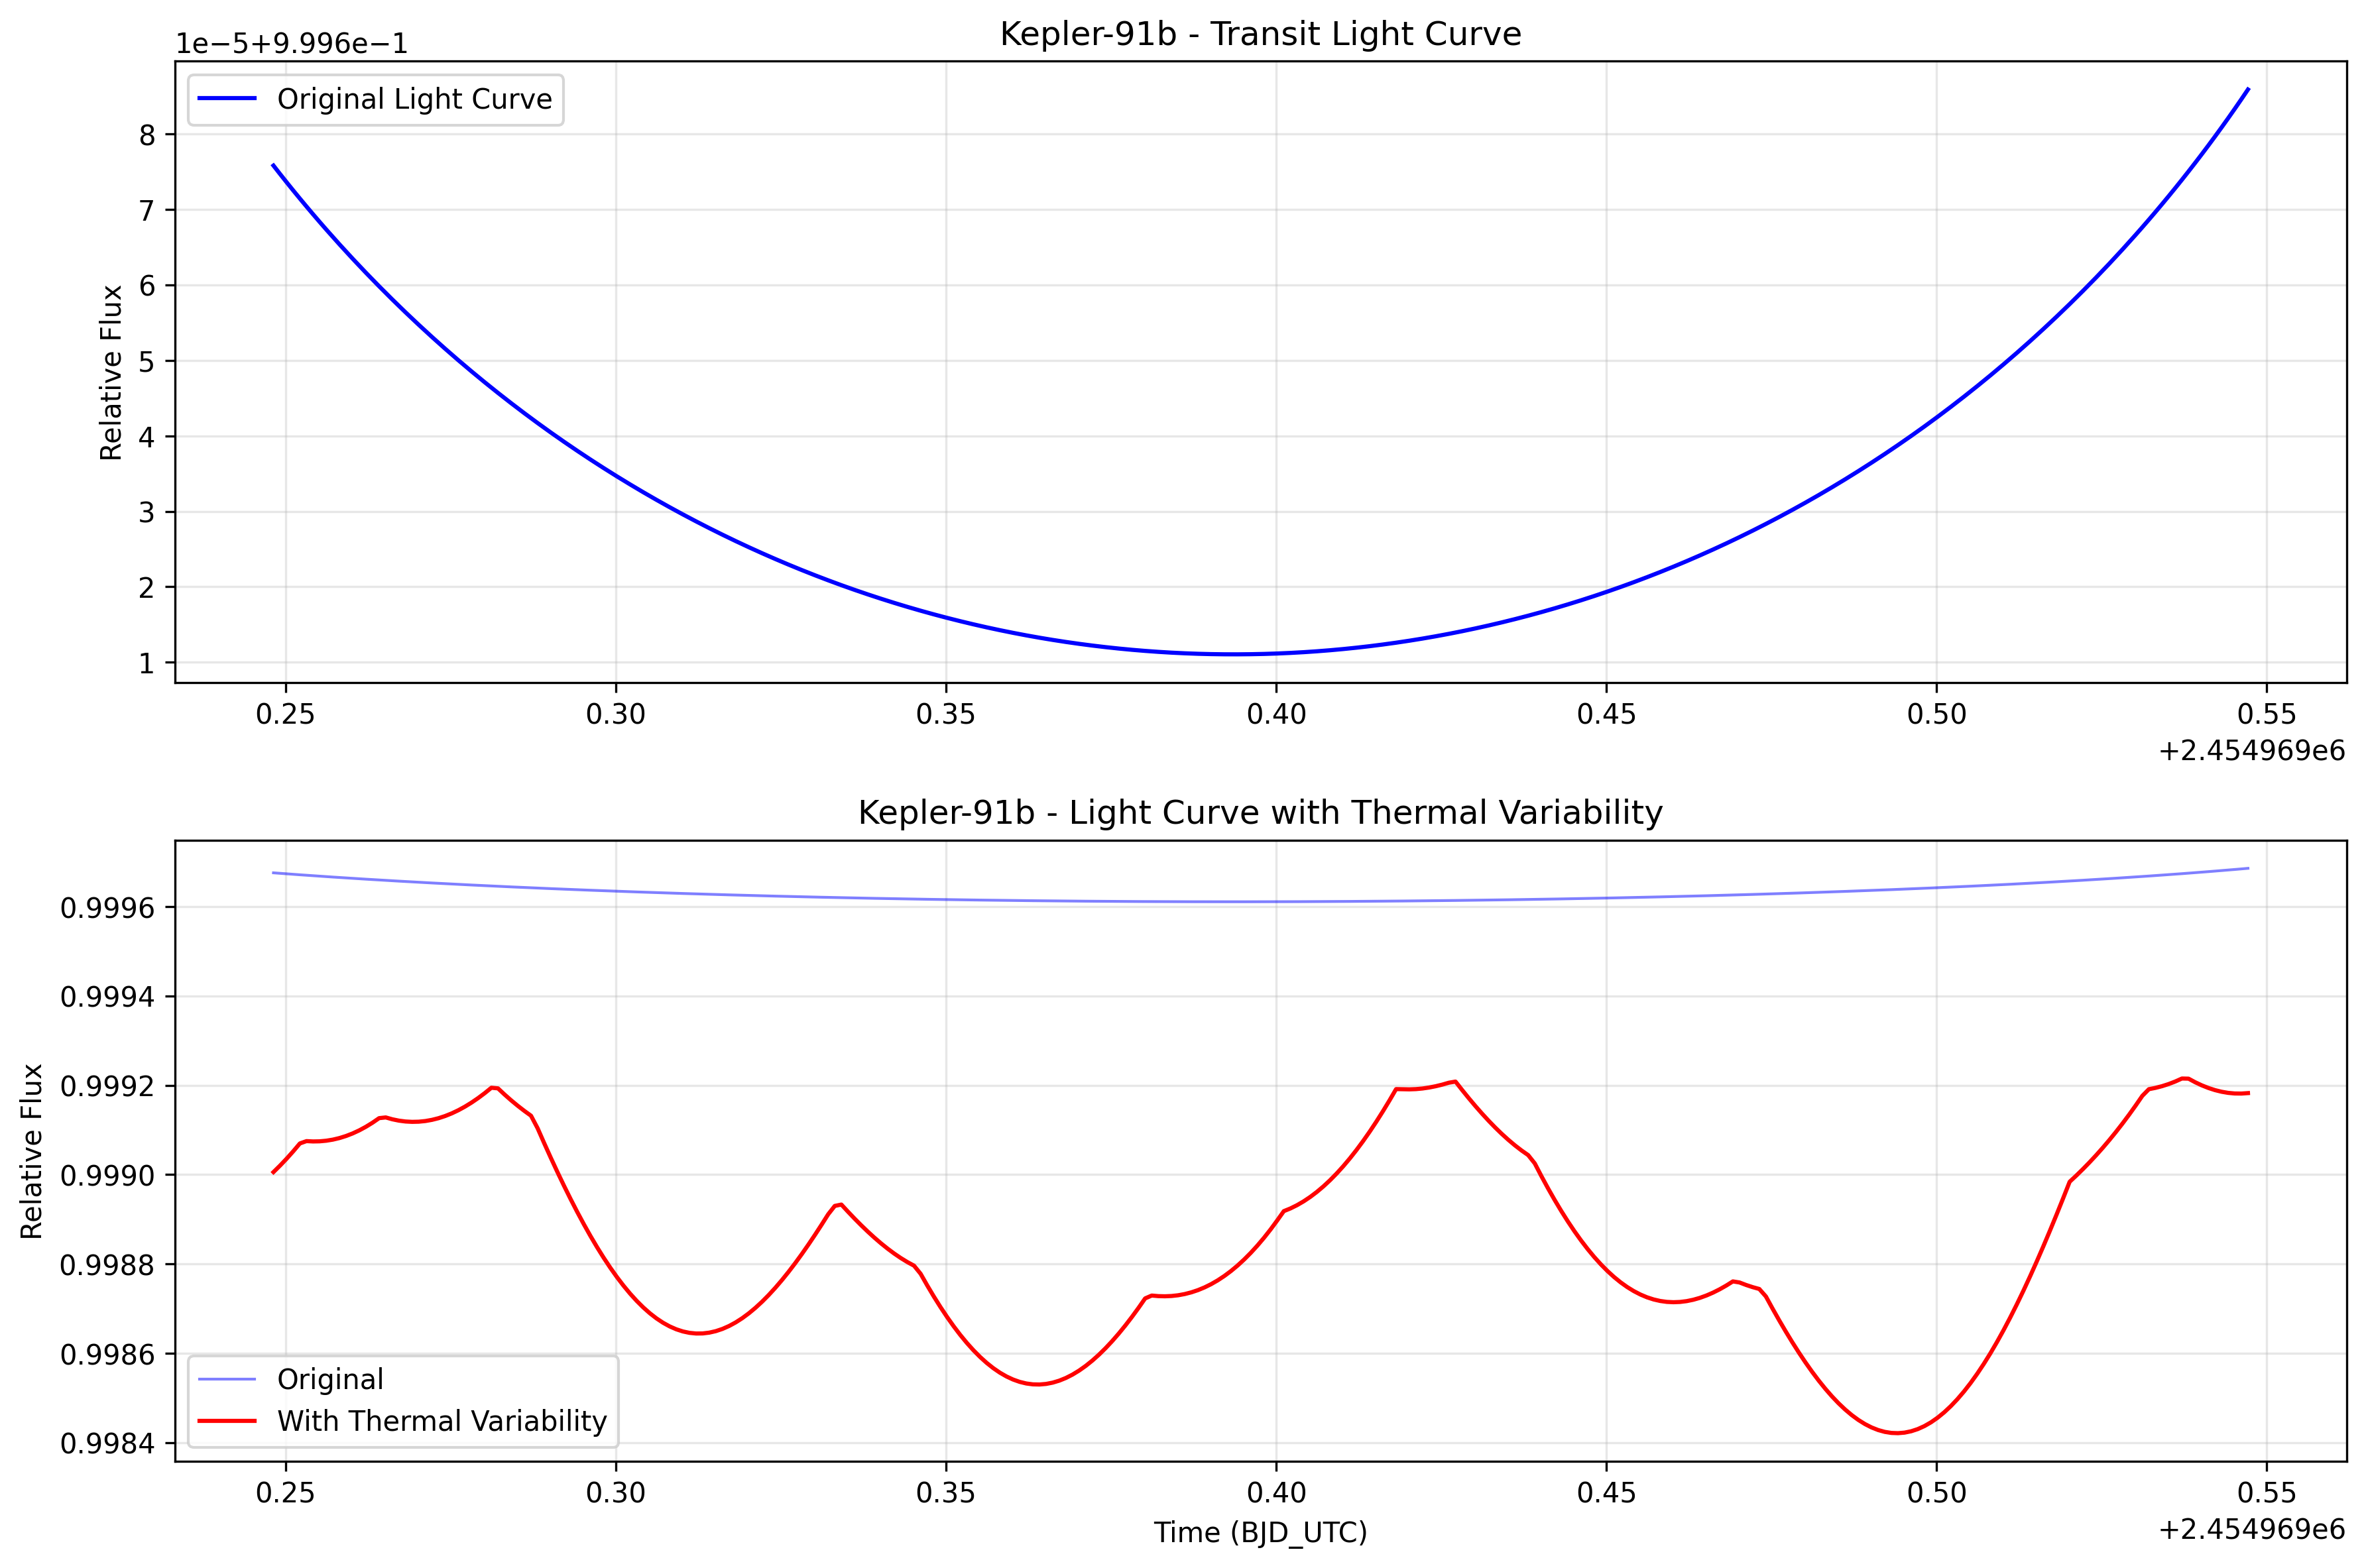 Kepler-91b - Transit Light Curve
1e−5+9.996e−1
Original Light Curve
Relative Flux
8
7
6
5
4
3
2
1
0.25 0.30 0.35 0.40 0.45 0.50 0.55
+2.454969e6
Kepler-91b - Light Curve with Thermal Variability
Relative Flux
0.9996
0.9994
0.9992
0.9990
0.9988
0.9986
0.9984
Original
With Thermal Variability
0.25 0.30 0.35 0.40 0.45 0.50 0.55
Time (BJD_UTC)
+2.454969e6